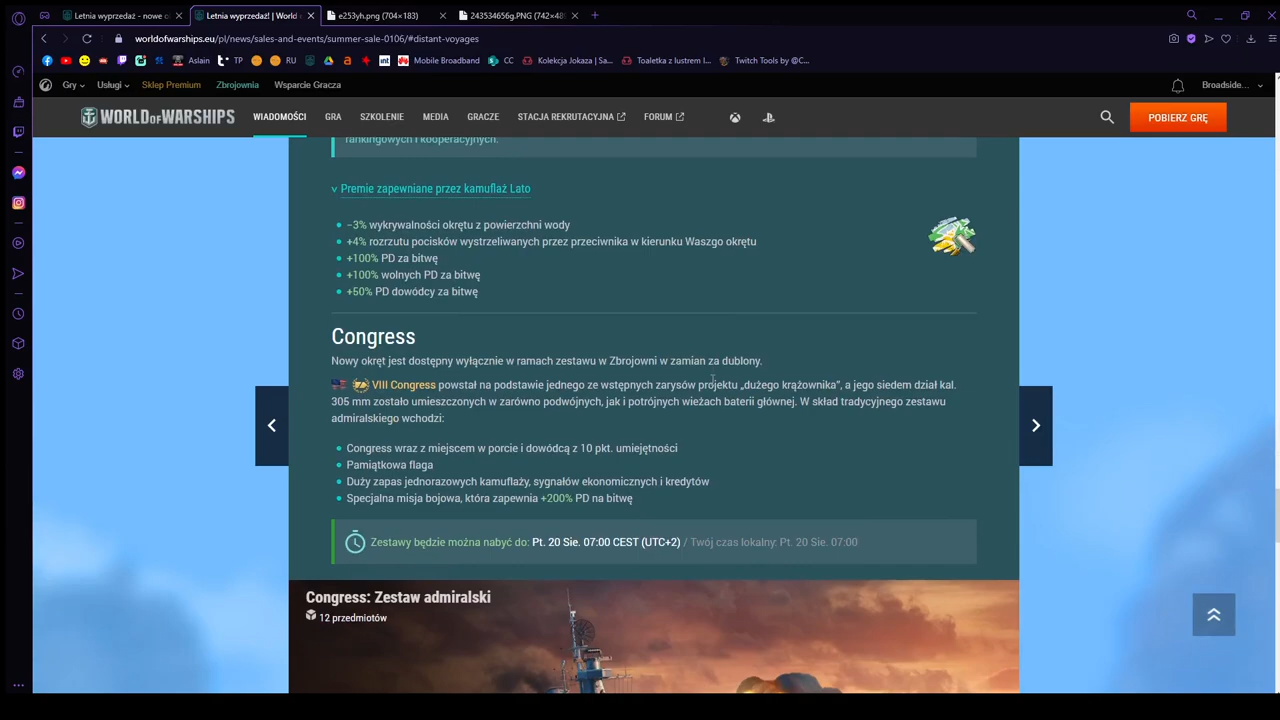 Letnia wyprzedaż - nowe o
Letnia wyprzedaż! | World o
e253yh.png (704×183)
243534656g.PNG (742×48
worldofwarships.eu/pl/news/sales-and-events/summer-sale-0106/#distant-voyages
Aslain
TP
RU
Mobile Broadband
CC
Kolekcja Jokaza | Sa...
Toaletka z lustrem I...
Twitch Tools by @C...
Gry
Usługi
Sklep Premium
Zbrojownia
Wsparcie Gracza
Broadside...
WORLD OF WARSHIPS
WIADOMOŚCI
GRA
SZKOLENIE
MEDIA
GRACZE
STACJA REKRUTACYJNA
FORUM
POBIERZ GRĘ
rankingowych i kooperacyjnych.
Premie zapewniane przez kamuflaż Lato
−3% wykrywalności okrętu z powierzchni wody
+4% rozrzutu pocisków wystrzeliwanych przez przeciwnika w kierunku Waszgo okrętu
+100% PD za bitwę
+100% wolnych PD za bitwę
+50% PD dowódcy za bitwę
Congress
Nowy okręt jest dostępny wyłącznie w ramach zestawu w Zbrojowni w zamian za dublony.
VIII Congress powstał na podstawie jednego ze wstępnych zarysów projektu „dużego krążownika", a jego siedem dział kal.
305 mm zostało umieszczonych w zarówno podwójnych, jak i potrójnych wieżach baterii głównej. W skład tradycyjnego zestawu
admiralskiego wchodzi:
Congress wraz z miejscem w porcie i dowódcą z 10 pkt. umiejętności
Pamiątkowa flaga
Duży zapas jednorazowych kamuflaży, sygnałów ekonomicznych i kredytów
Specjalna misja bojowa, która zapewnia +200% PD na bitwę
Zestawy będzie można nabyć do: Pt. 20 Sie. 07:00 CEST (UTC+2) / Twój czas lokalny: Pt. 20 Sie. 07:00
Congress: Zestaw admiralski
12 przedmiotów